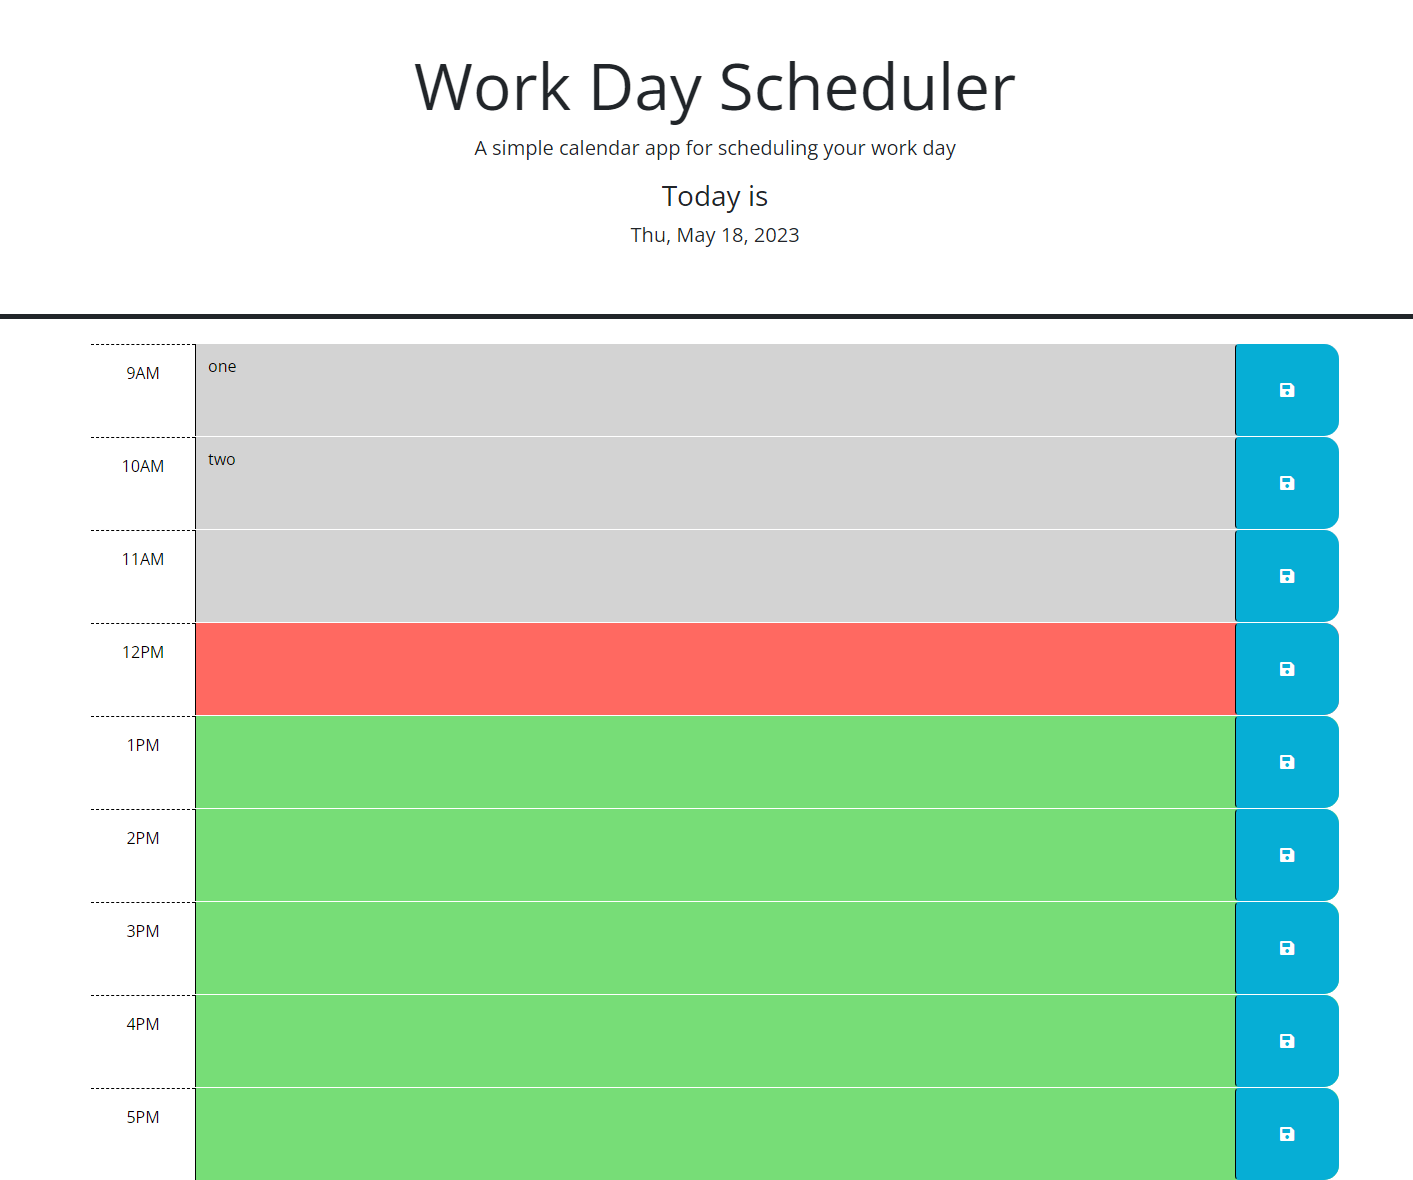 Work Day Scheduler
A simple calendar app for scheduling your work day
Today is
Thu, May 18, 2023
9AM
one
10AM
two
11AM
12PM
1PM
2PM
3PM
4PM
5PM